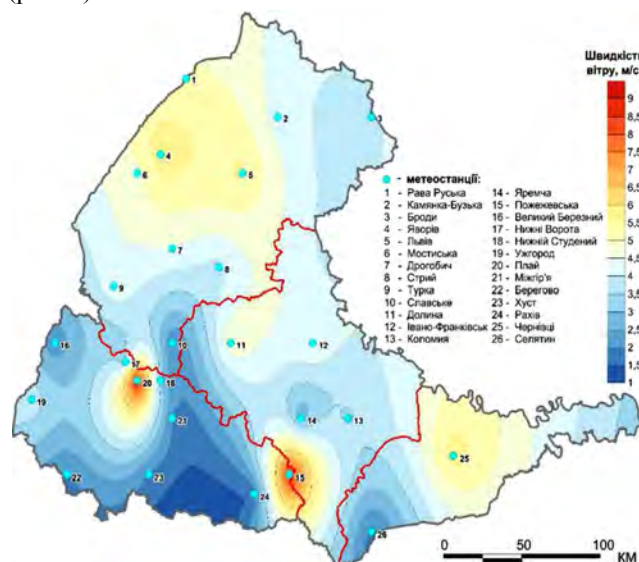 Швидкість
вітру, м/с
9
8,5
8
7,5
7
6,5
6
5,5
5
4,5
4
3,5
3
2,5
2
1,5
1
- метеостанції:
1 - Рава Руська
2 - Камянка-Бузька
3 - Броди
4 - Яворів
5 - Львів
6 - Мостиська
7 - Дрогобич
8 - Стрий
9 - Турка
10 - Славське
11 - Долина
12 - Івано-Франківськ
13 - Коломия
14 - Яремча
15 - Пожежевська
16 - Великий Березний
17 - Нижні Ворота
18 - Нижній Студений
19 - Ужгород
20 - Плай
21 - Міжгір'я
22 - Берегово
23 - Хуст
24 - Рахів
25 - Чернівці
26 - Селятин
1
2
3
4
6
5
7
8
9
16
10
11
12
17
20
18
19
23
14
13
25
22
23
15
24
26
0 50 100
КМ